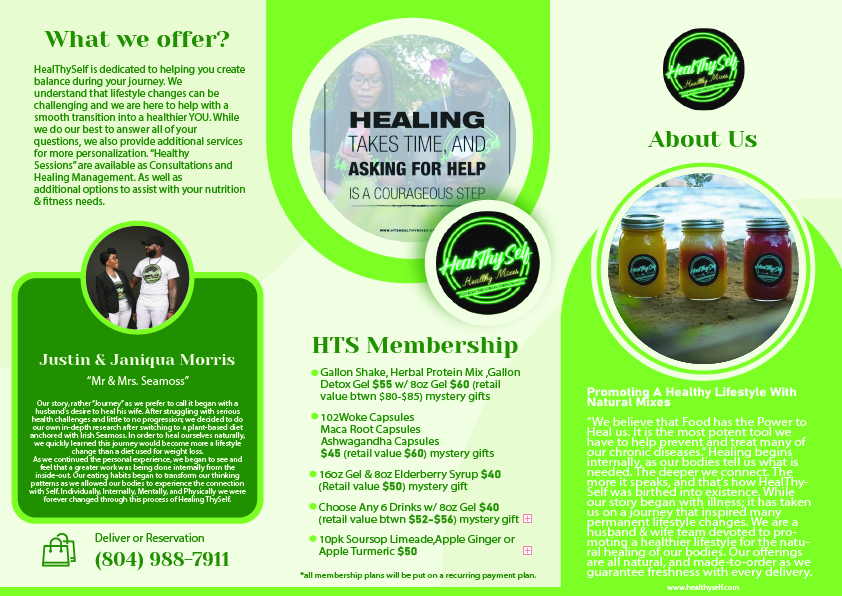 What we offer?
HealThySelf is dedicated to helping you create
balance during your journey. We
understand that lifestyle changes can be
challenging and we are here to help with a
smooth transition into a healthier YOU. While
we do our best to answer all of your
questions, we also provide additional services
for more personalization. “Healthy
Sessions” are available as Consultations and
Healing Management. As well as
additional options to assist with your nutrition
& fitness needs.
Justin & Janiqua Morris
“Mr & Mrs. Seamoss”
Our story, rather “Journey” as we prefer to call it began with a
husband's desire to heal his wife. After struggling with serious
health challenges and little to no progression; we decided to do
our own in-depth research after switching to a plant-based diet
anchored with Irish Seamoss. In order to heal ourselves naturally,
we quickly learned this journey would become more a lifestyle
change than a diet used for weight loss.
As we continued the personal experience, we began to see and
feel that a greater work was being done internally from the
inside-out. Our eating habits began to transform our thinking
patterns as we allowed our bodies to experience the connection
with Self. Individually, Internally, Mentally, and Physically we were
forever changed through this process of Healing ThySelf.
Deliver or Reservation
(804) 988-7911
HEALING
TAKES TIME, AND
ASKING FOR HELP
IS A COURAGEOUS STEP
HealThySelf
Healthy Mixes
HTS Membership
Gallon Shake, Herbal Protein Mix ,Gallon
Detox Gel $55 w/ 8oz Gel $60 (retail
value btwn $80-$85) mystery gifts
102Woke Capsules
Maca Root Capsules
Ashwagandha Capsules
$45 (retail value $60) mystery gifts
16oz Gel & 8oz Elderberry Syrup $40
(Retail value $50) mystery gift
Choose Any 6 Drinks w/ 8oz Gel $40
(retail value btwn $52–$56) mystery gift
10pk Soursop Limeade,Apple Ginger or
Apple Turmeric $50
*all membership plans will be put on a recurring payment plan.
HealThySelf
Healthy Mixes
About Us
Promoting A Healthy Lifestyle With
Natural Mixes
“We believe that Food has the Power to
Heal us. It is the most potent tool we
have to help prevent and treat many of
our chronic diseases.” Healing begins
internally, as our bodies tell us what is
needed. The deeper we connect. The
more it speaks, and that's how HealThy-
Self was birthed into existence. While
our story began with illness; it has taken
us on a journey that inspired many
permanent lifestyle changes. We are a
husband & wife team devoted to pro-
moting a healthier lifestyle for the natu-
ral healing of our bodies. Our offerings
are all natural, and made-to-order as we
guarantee freshness with every delivery.
www.healthyself.com